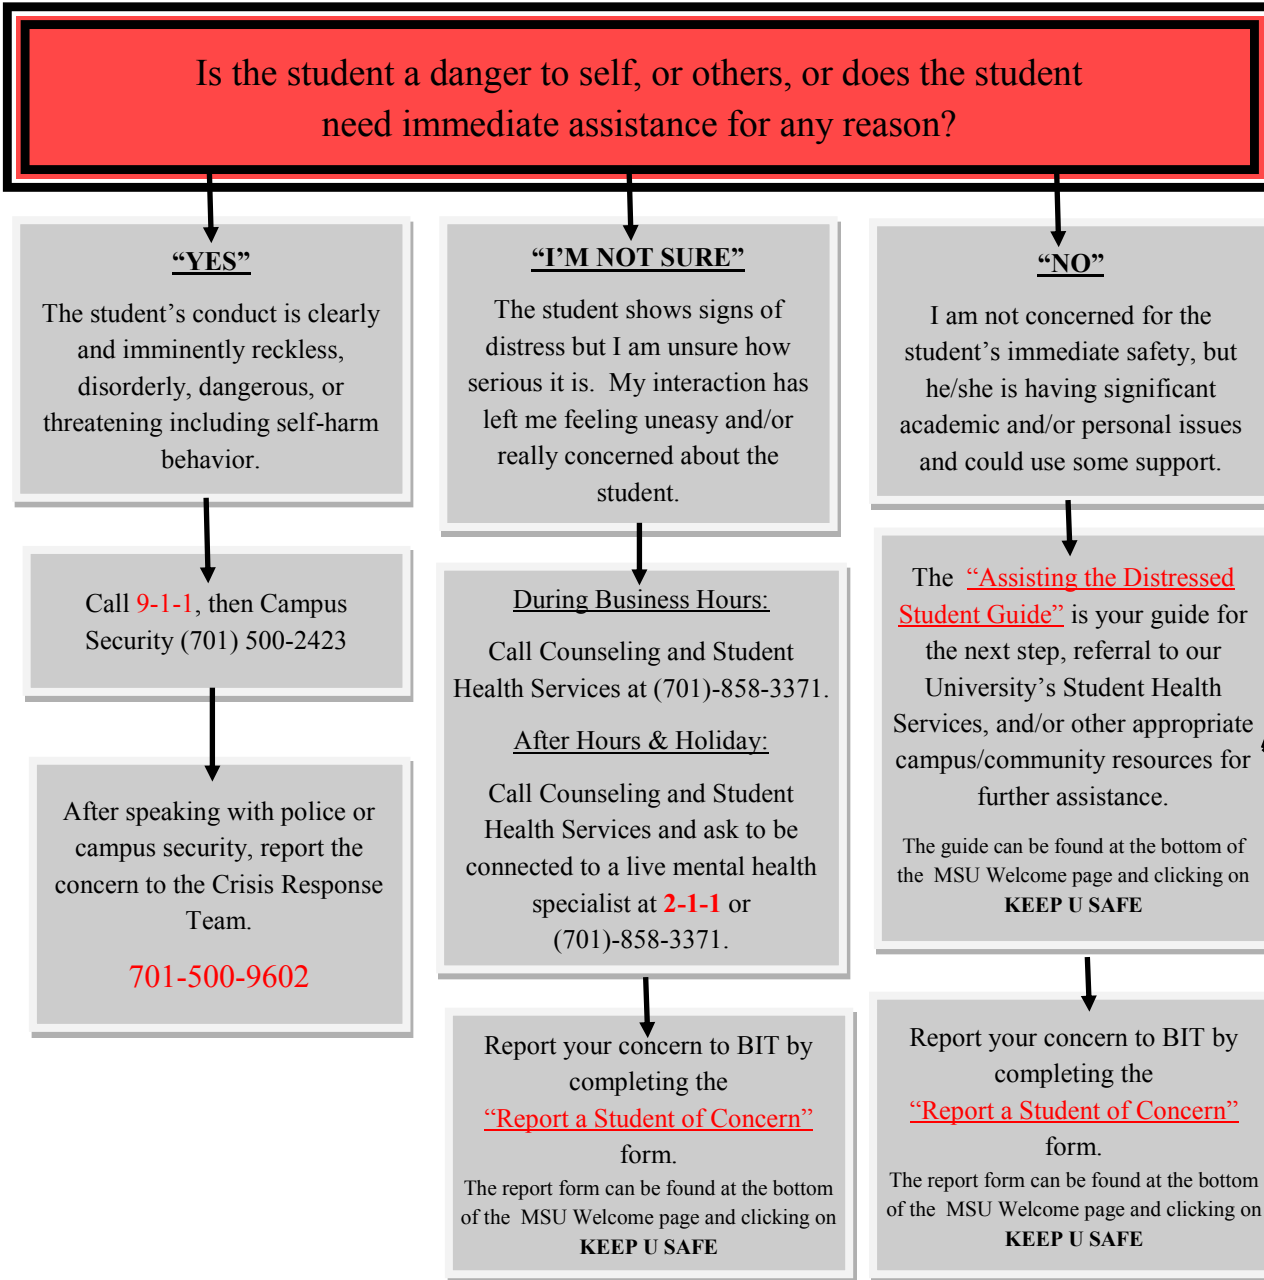 Is the student a danger to self, or others, or does the student
need immediate assistance for any reason?
“YES”
The student’s conduct is clearly
and imminently reckless,
disorderly, dangerous, or
threatening including self-harm
behavior.
Call 9-1-1, then Campus
Security (701) 500-2423
After speaking with police or
campus security, report the
concern to the Crisis Response
Team.
701-500-9602
“I’M NOT SURE”
The student shows signs of
distress but I am unsure how
serious it is.  My interaction has
left me feeling uneasy and/or
really concerned about the
student.
During Business Hours:
Call Counseling and Student
Health Services at (701)-858-3371.
After Hours & Holiday:
Call Counseling and Student
Health Services and ask to be
connected to a live mental health
specialist at 2-1-1 or
(701)-858-3371.
Report your concern to BIT by
completing the
“Report a Student of Concern”
form.
The report form can be found at the bottom
of the  MSU Welcome page and clicking on
KEEP U SAFE
“NO”
I am not concerned for the
student’s immediate safety, but
he/she is having significant
academic and/or personal issues
and could use some support.
The  “Assisting the Distressed
Student Guide” is your guide for
the next step, referral to our
University’s Student Health
Services, and/or other appropriate
campus/community resources for
further assistance.
The guide can be found at the bottom of
the  MSU Welcome page and clicking on
KEEP U SAFE
Report your concern to BIT by
completing the
“Report a Student of Concern”
form.
The report form can be found at the bottom
of the  MSU Welcome page and clicking on
KEEP U SAFE